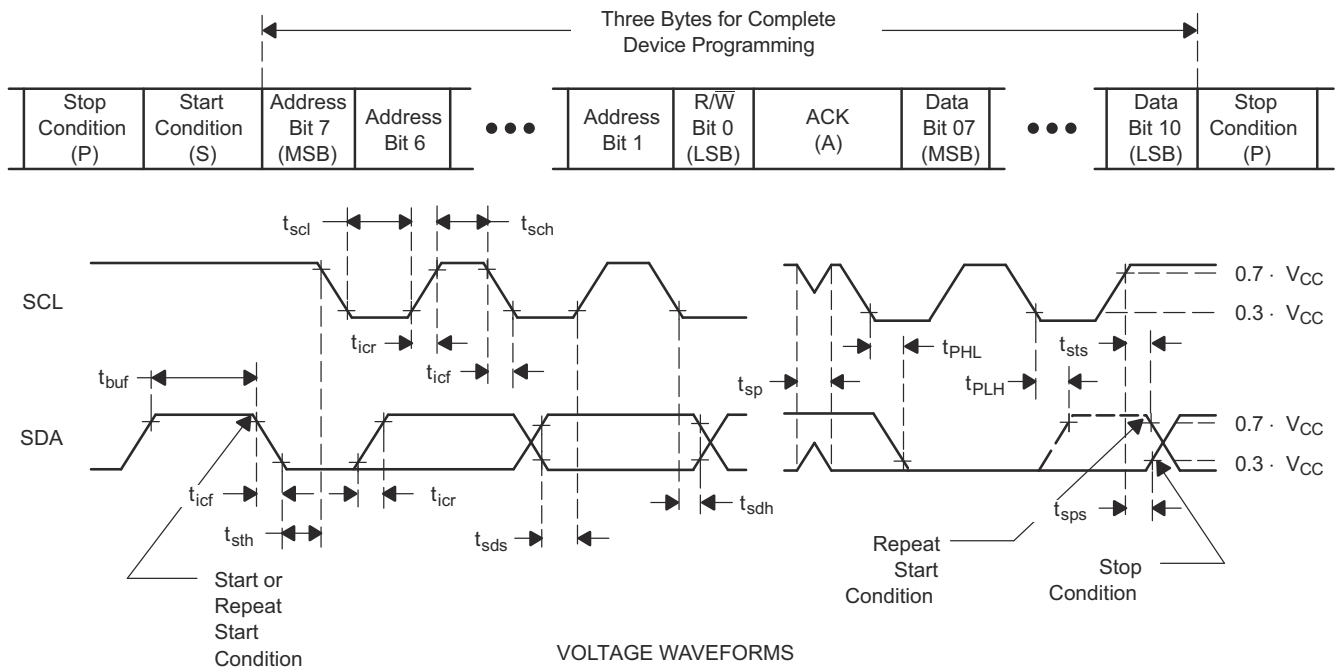 Three Bytes for Complete
Device Programming
Stop
Condition
(P)
Start
Condition
(S)
Address
Bit 7
(MSB)
Address
Bit 6
•••
Address
Bit 1
R/W̅
Bit 0
(LSB)
ACK
(A)
Data
Bit 07
(MSB)
•••
Data
Bit 10
(LSB)
Stop
Condition
(P)
tscl
tsch
SCL
0.7 · VCC
0.3 · VCC
ticr
ticf
tbuf
tsp
tPHL
tPLH
tsts
SDA
0.7 · VCC
0.3 · VCC
ticf
ticr
tsth
tsds
tsdh
tsps
Start or
Repeat
Start
Condition
Repeat
Start
Condition
Stop
Condition
VOLTAGE WAVEFORMS